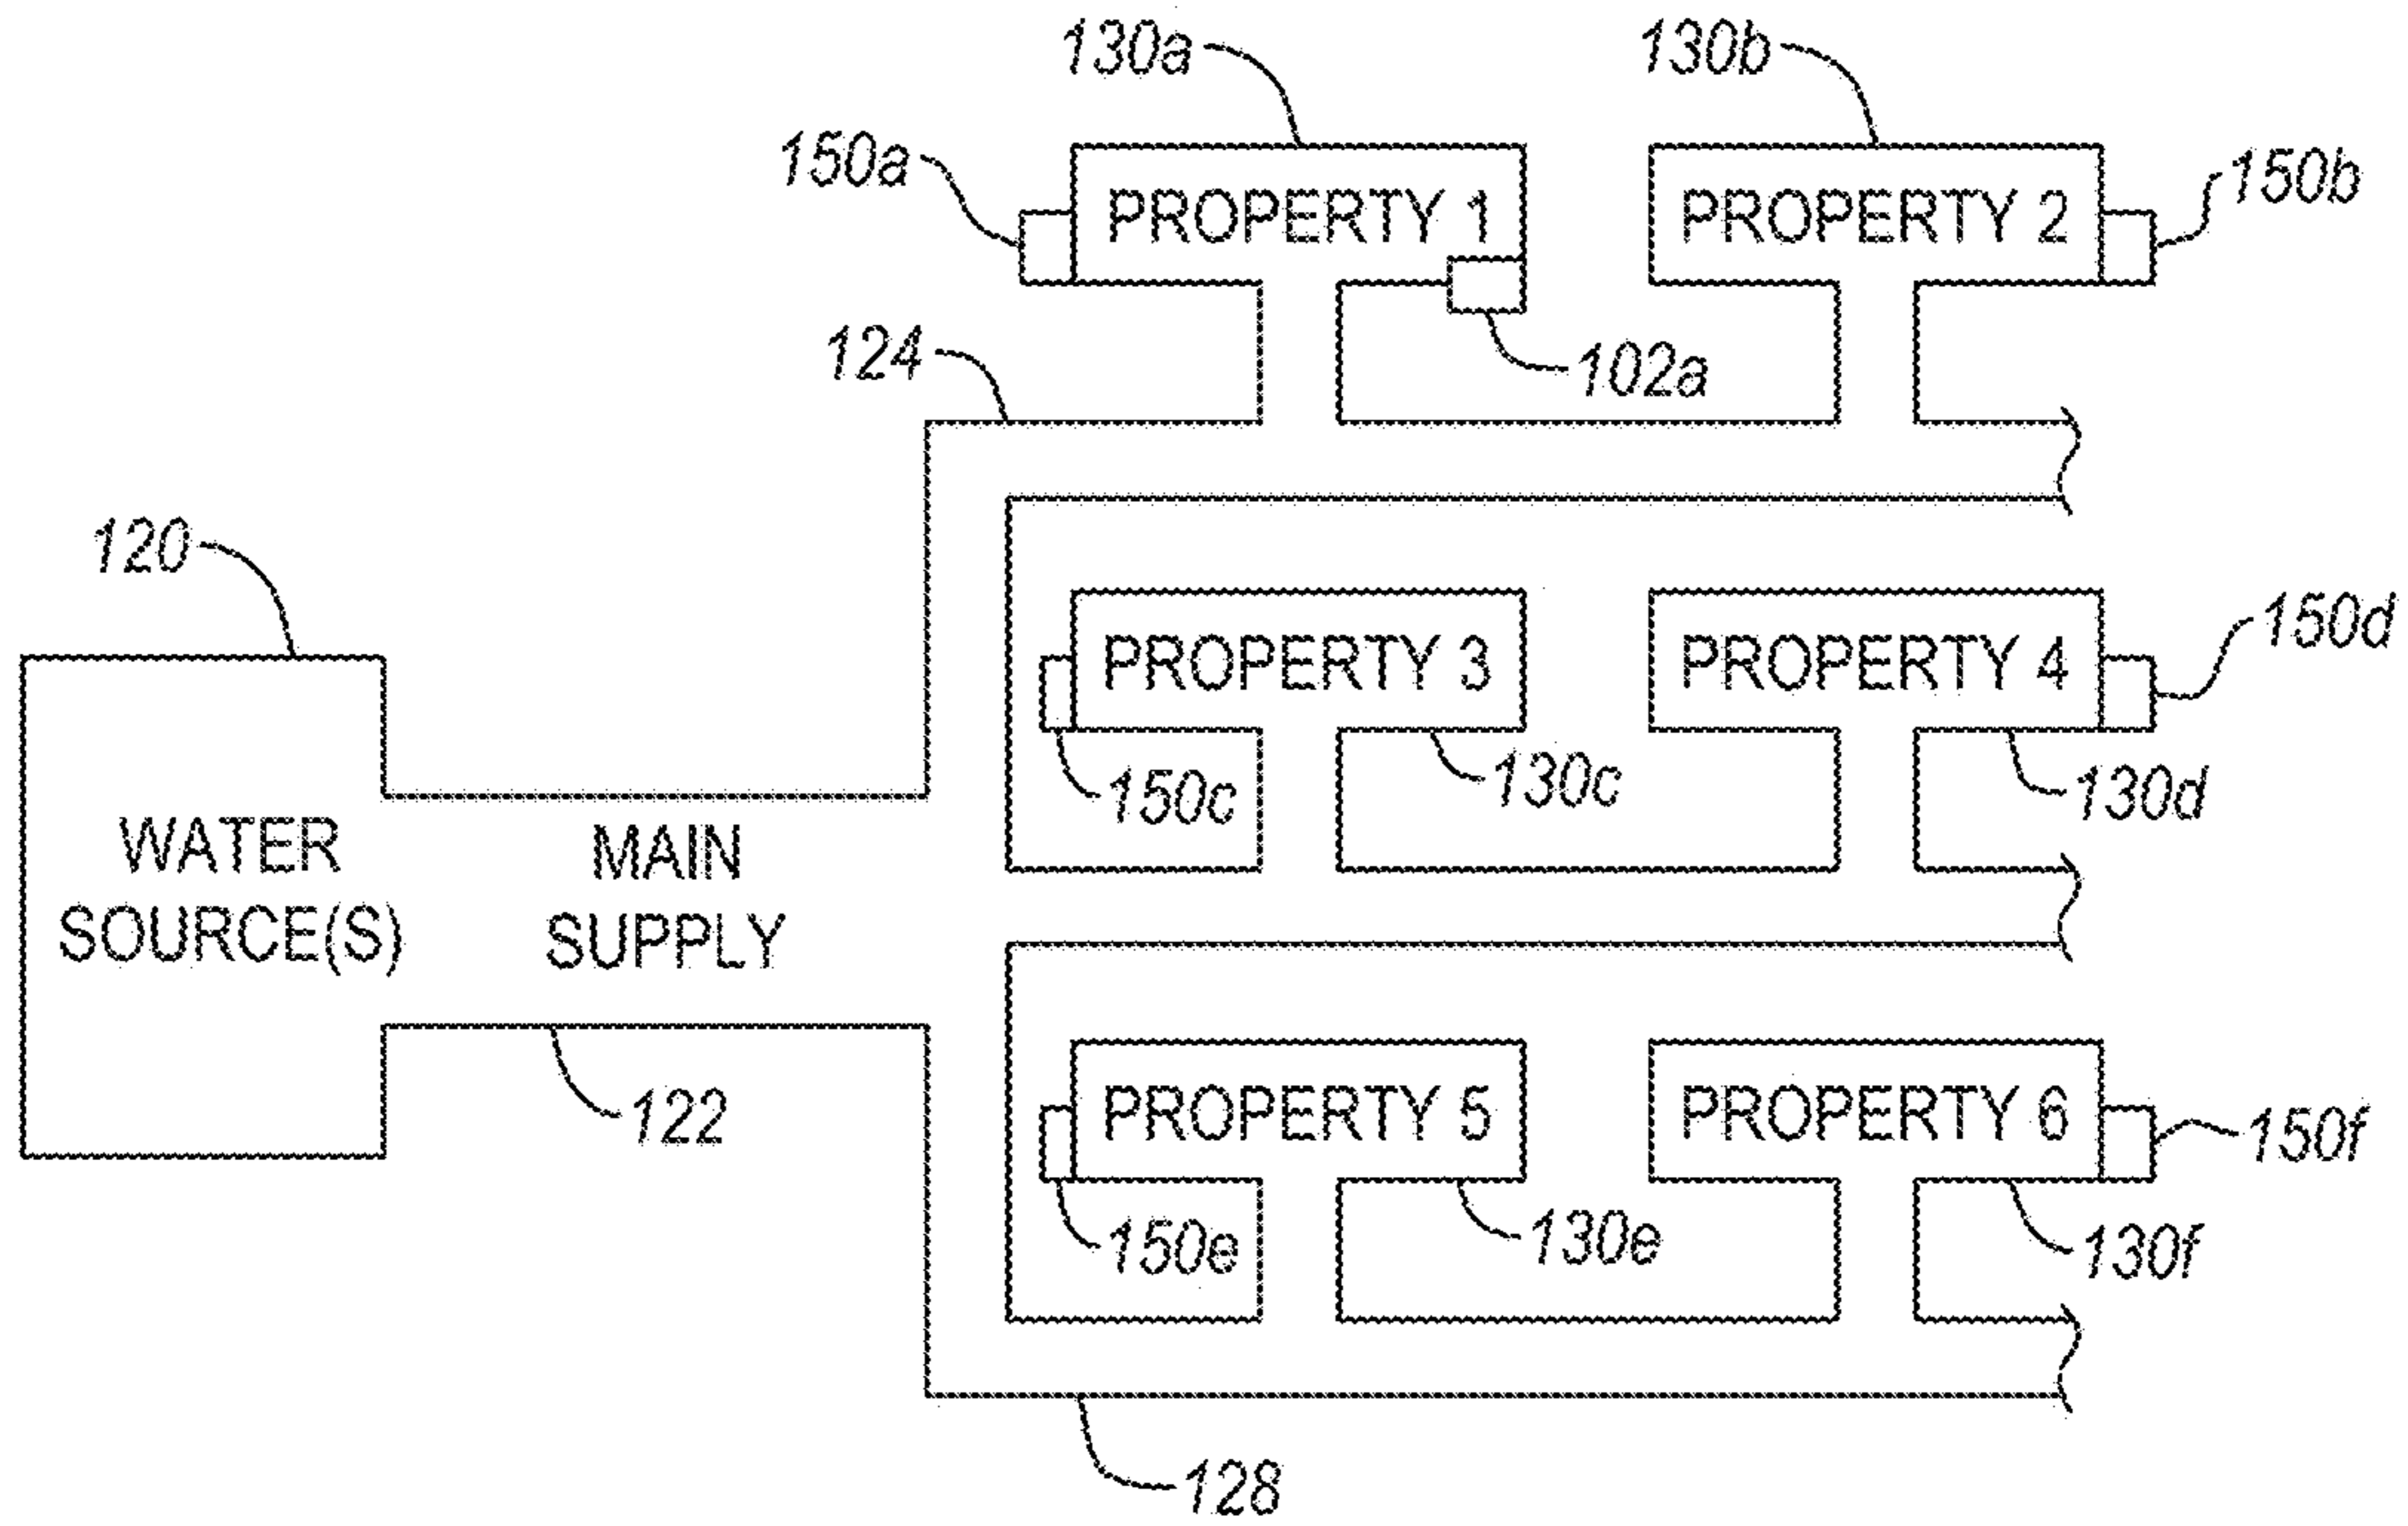 130a
130b
150a
PROPERTY 1
PROPERTY 2
150b
124
102a
120
PROPERTY 3
PROPERTY 4
150d
150c
130c
130d
WATER
SOURCE(S)
MAIN
SUPPLY
122
PROPERTY 5
PROPERTY 6
150f
150e
130e
130f
128